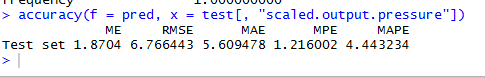 > accuracy(f = pred, x = test[, "scaled.output.pressure"])
ME RMSE MAE MPE MAPE
Test set 1.8704 6.766443 5.609478 1.216002 4.443234
>